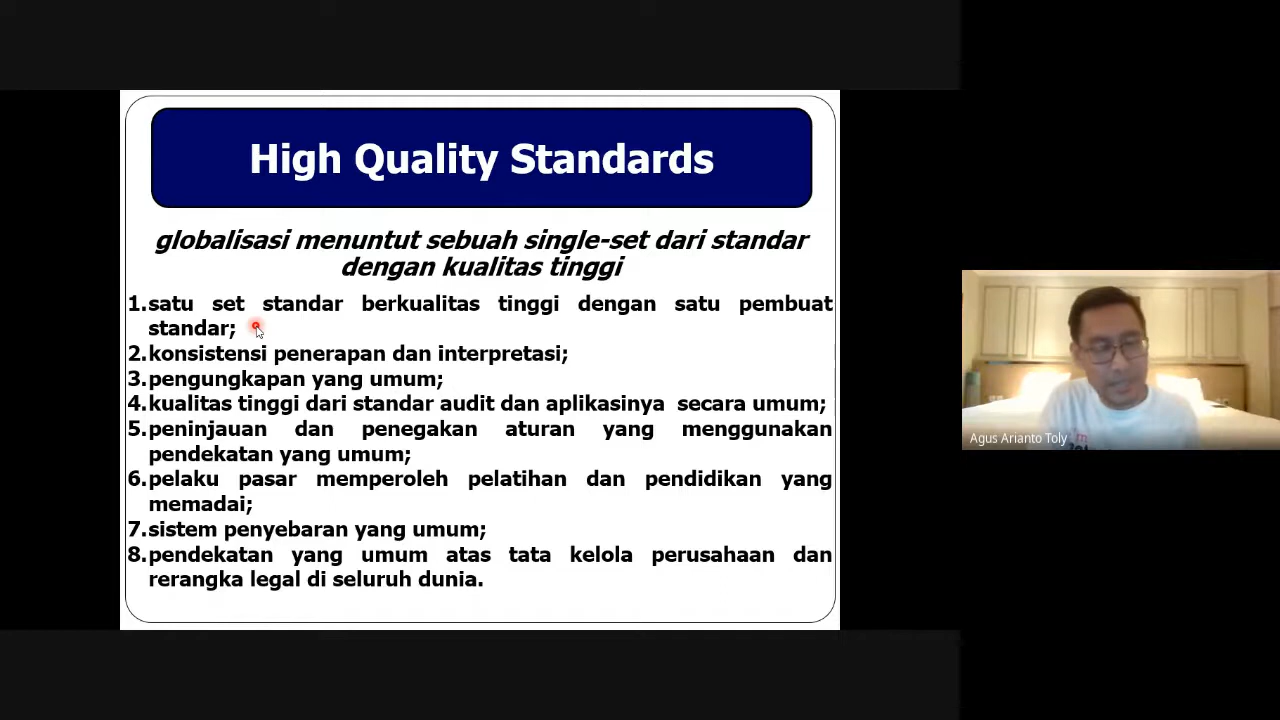 High Quality Standards
globalisasi menuntut sebuah single-set dari standar
dengan kualitas tinggi
1.satu set standar berkualitas tinggi dengan satu pembuat
standar;
2.konsistensi penerapan dan interpretasi;
3.pengungkapan yang umum;
4.kualitas tinggi dari standar audit dan aplikasinya secara umum;
5.peninjauan dan penegakan aturan yang menggunakan
pendekatan yang umum;
6.pelaku pasar memperoleh pelatihan dan pendidikan yang
memadai;
7.sistem penyebaran yang umum;
8.pendekatan yang umum atas tata kelola perusahaan dan
rerangka legal di seluruh dunia.
Agus Arianto Toly